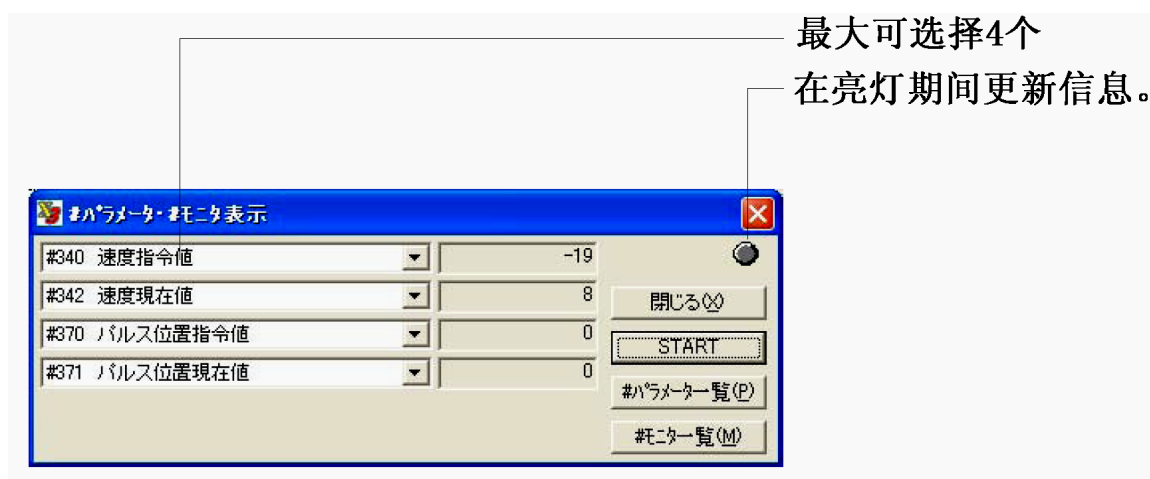 最大可选择4个
在亮灯期间更新信息。
#パラメータ・#モニタ表示
#340 速度指令値 -19
#342 速度現在値 8
閉じる(X)
#370 パルス位置指令値 0
START
#371 パルス位置現在値 0
#パラメーター覧(P)
#モニター覧(M)